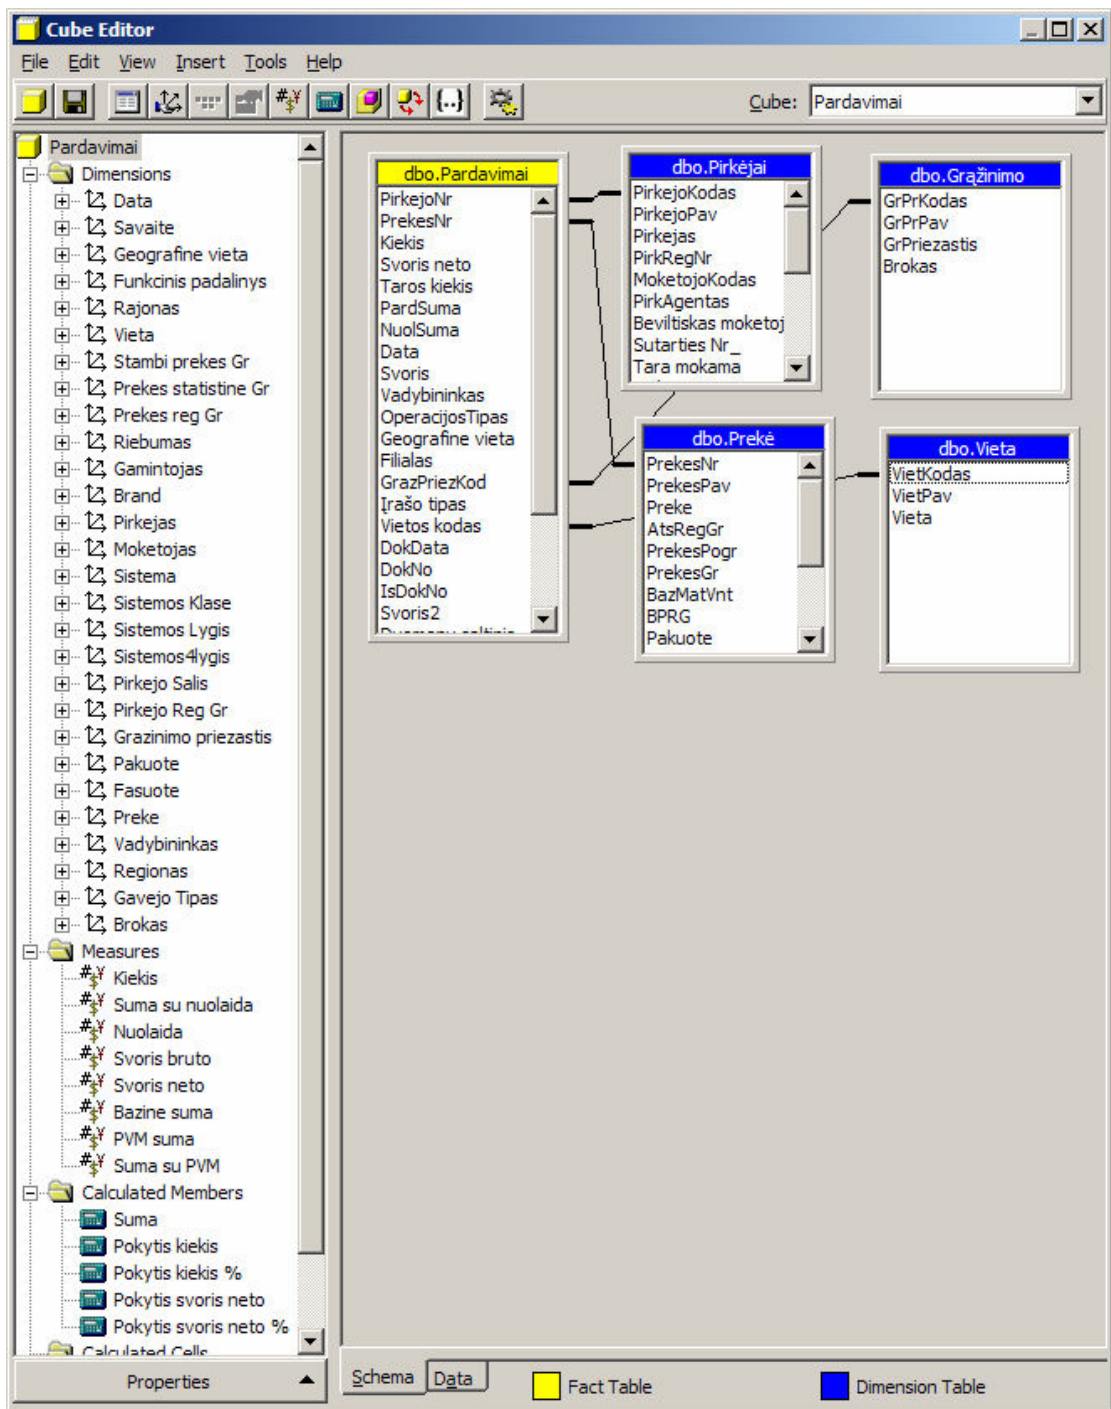 Cube Editor
File Edit View Insert Tools Help
Cube: Pardavimai
Pardavimai
Dimensions
Data
Savaite
Geografine vieta
Funkcinis padalinys
Rajonas
Vieta
Stambi prekes Gr
Prekes statistine Gr
Prekes reg Gr
Riebumas
Gamintojas
Brand
Pirkejas
Moketojas
Sistema
Sistemos Klase
Sistemos Lygis
Sistemos4lygis
Pirkejo Salis
Pirkejo Reg Gr
Grazinimo priezastis
Pakuote
Fasuote
Preke
Vadybininkas
Regionas
Gavejo Tipas
Brokas
Measures
Kiekis
Suma su nuolaida
Nuolaida
Svoris bruto
Svoris neto
Bazine suma
PVM suma
Suma su PVM
Calculated Members
Suma
Pokytis kiekis
Pokytis kiekis %
Pokytis svoris neto
Pokytis svoris neto %
Calculated Cells
Properties
dbo.Pardavimai
PirkejoNr
PrekesNr
Kiekis
Svoris neto
Taros kiekis
PardSuma
NuolSuma
Data
Svoris
Vadybininkas
OperacijosTipas
Geografine vieta
Filialas
GrazPriezKod
Įrašo tipas
Vietos kodas
DokData
DokNo
IsDokNo
Svoris2
dbo.Pirkėjai
PirkejoKodas
PirkejoPav
Pirkejas
PirkRegNr
MoketojoKodas
PirkAgentas
Beviltiskas moketoj
Sutarties Nr_
Tara mokama
dbo.Grąžinimo
GrPrKodas
GrPrPav
GrPriezastis
Brokas
dbo.Prekė
PrekesNr
PrekesPav
Preke
AtsRegGr
PrekesPogr
PrekesGr
BazMatVnt
BPRG
Pakuote
dbo.Vieta
VietKodas
VietPav
Vieta
Schema Data
Fact Table
Dimension Table